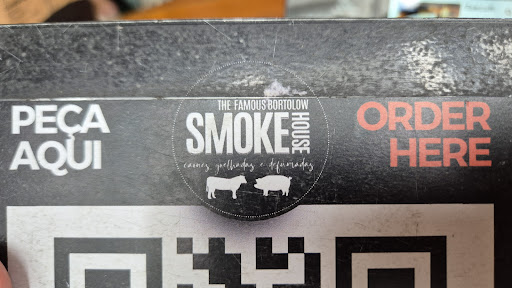 PEÇA
AQUI
THE FAMOUS BORTOLOW
SMOKE
HOUSE
carnes grelhadas e defumadas
ORDER
HERE